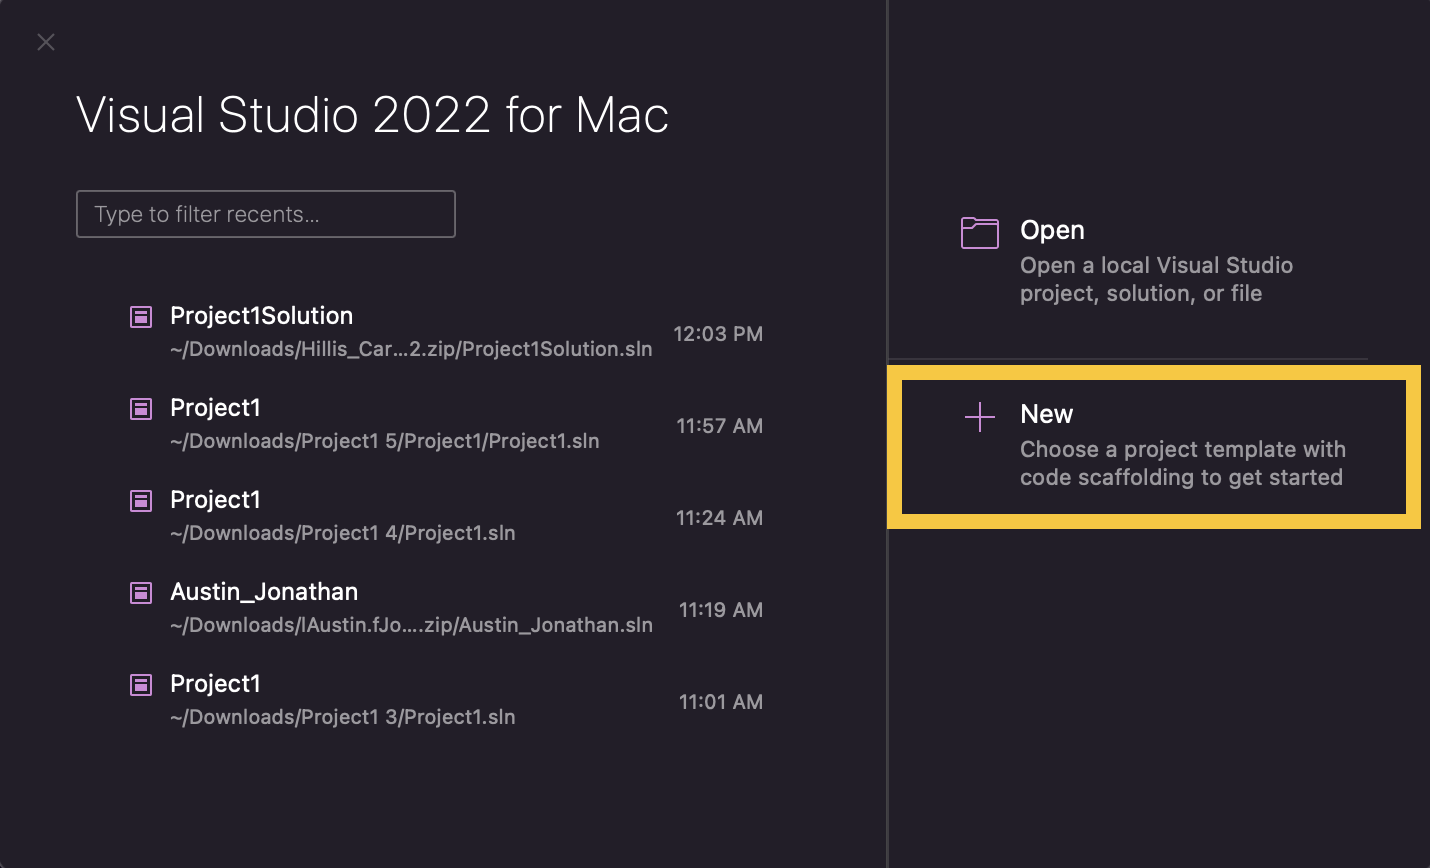 Visual Studio 2022 for Mac
Type to filter recents...
Project1Solution
~/Downloads/Hillis_Car...2.zip/Project1Solution.sln
12:03 PM
Project1
~/Downloads/Project1 5/Project1/Project1.sln
11:57 AM
Project1
~/Downloads/Project1 4/Project1.sln
11:24 AM
Austin_Jonathan
~/Downloads/lAustin.fJo....zip/Austin_Jonathan.sln
11:19 AM
Project1
~/Downloads/Project1 3/Project1.sln
11:01 AM
Open
Open a local Visual Studio
project, solution, or file
New
Choose a project template with
code scaffolding to get started